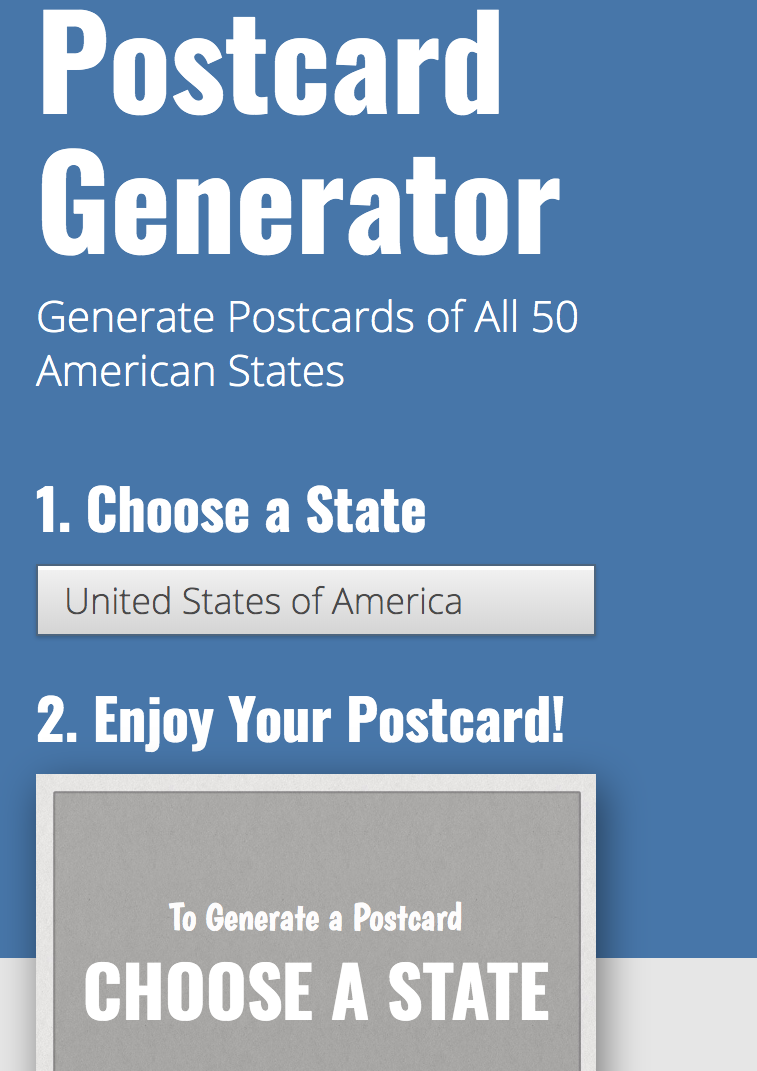 Postcard
Generator
Generate Postcards of All 50
American States
1. Choose a State
United States of America
2. Enjoy Your Postcard!
To Generate a Postcard
CHOOSE A STATE